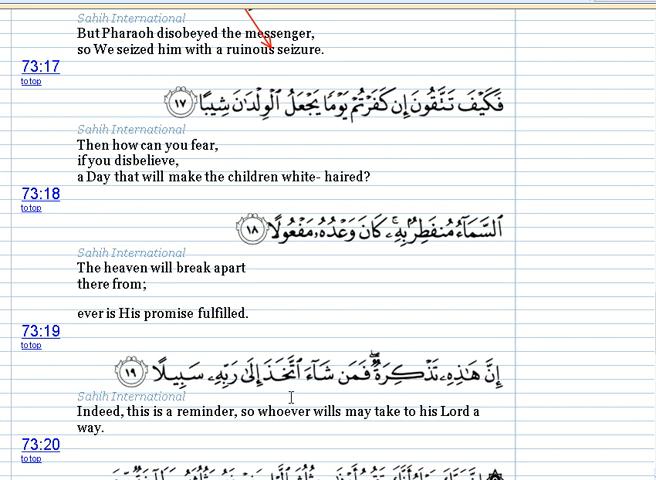 Sahih International
But Pharaoh disobeyed the messenger,
so We seized him with a ruinous seizure.
73:17
to top
فَكَيْفَ تَتَّقُونَ إِن كَفَرْتُمْ يَوْمًا يَجْعَلُ ٱلْوِلْدَٰنَ شِيبًا ١٧
Sahih International
Then how can you fear,
if you disbelieve,
a Day that will make the children white- haired?
73:18
to top
ٱلسَّمَآءُ مُنفَطِرٌۢ بِهِۦ ۚ كَانَ وَعْدُهُۥ مَفْعُولًا ١٨
Sahih International
The heaven will break apart
there from;
ever is His promise fulfilled.
73:19
to top
إِنَّ هَٰذِهِۦ تَذْكِرَةٌ ۖ فَمَن شَآءَ ٱتَّخَذَ إِلَىٰ رَبِّهِۦ سَبِيلًا ١٩
Sahih International
Indeed, this is a reminder, so whoever wills may take to his Lord a
way.
73:20
to top